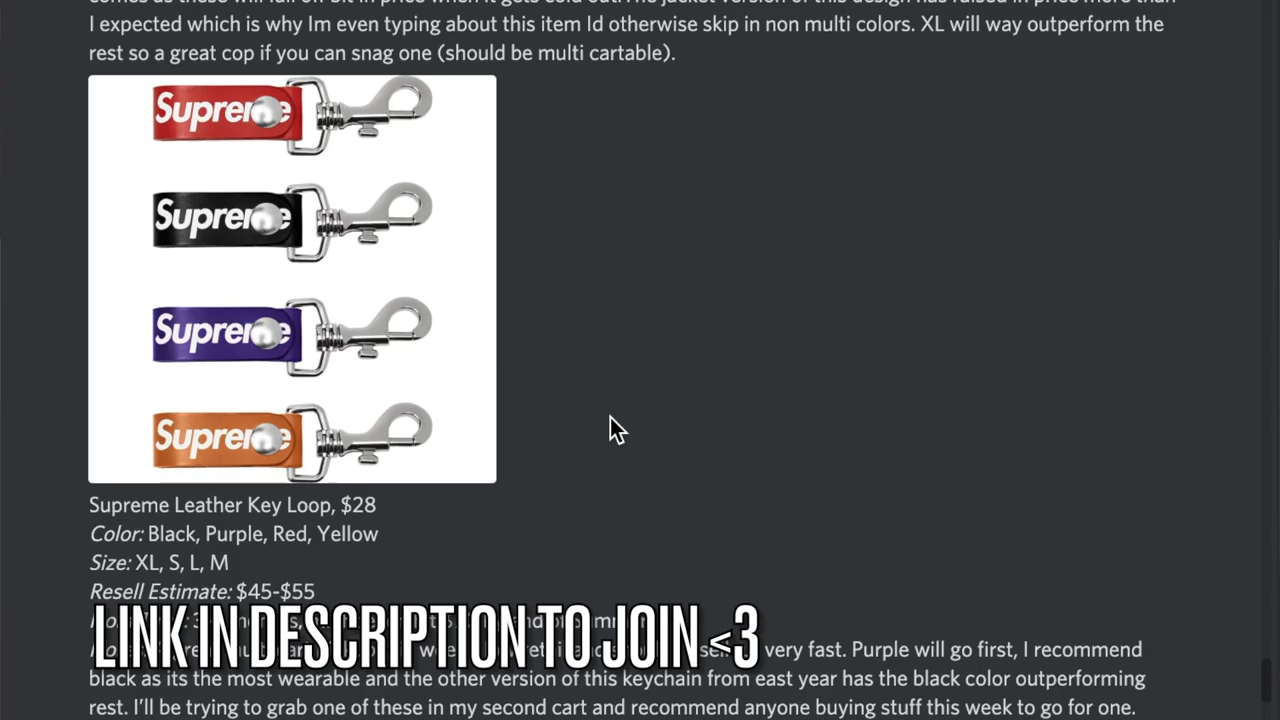 I expected which is why Im even typing about this item Id otherwise skip in non multi colors. XL will way outperform the
rest so a great cop if you can snag one (should be multi cartable).
Supreme
Supreme
Supreme
Supreme
Supreme Leather Key Loop, $28
Color: Black, Purple, Red, Yellow
Size: XL, S, L, M
Resell Estimate: $45-$55
LINK IN DESCRIPTION TO JOIN <3
very fast. Purple will go first, I recommend
black as its the most wearable and the other version of this keychain from east year has the black color outperforming
rest. I’ll be trying to grab one of these in my second cart and recommend anyone buying stuff this week to go for one.